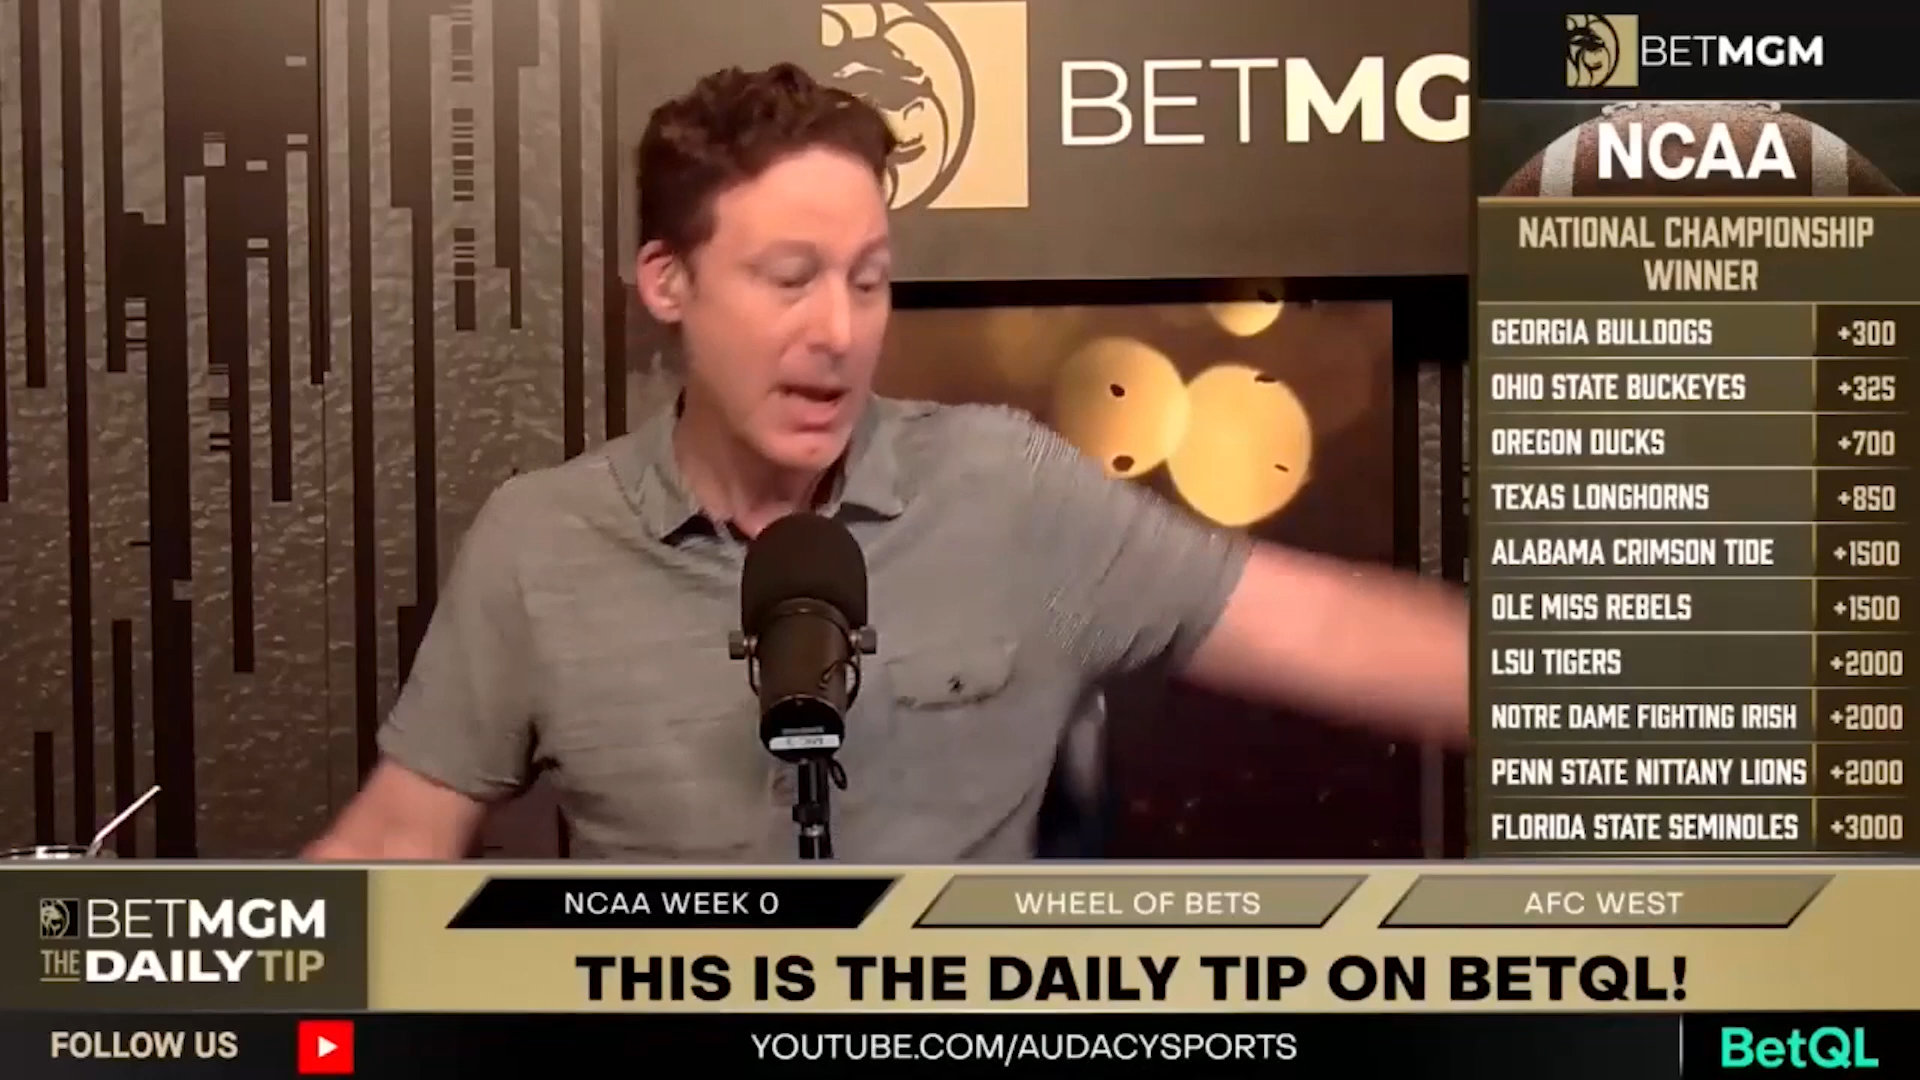 BETMG
BETMGM
NCAA
NATIONAL CHAMPIONSHIP
WINNER
GEORGIA BULLDOGS +300
OHIO STATE BUCKEYES +325
OREGON DUCKS +700
TEXAS LONGHORNS +850
ALABAMA CRIMSON TIDE +1500
OLE MISS REBELS +1500
LSU TIGERS +2000
NOTRE DAME FIGHTING IRISH +2000
PENN STATE NITTANY LIONS +2000
FLORIDA STATE SEMINOLES +3000
NCAA WEEK 0 WHEEL OF BETS AFC WEST
BETMGM
THE DAILY TIP
THIS IS THE DAILY TIP ON BETQL!
FOLLOW US YOUTUBE.COM/AUDACYSPORTS BetQL